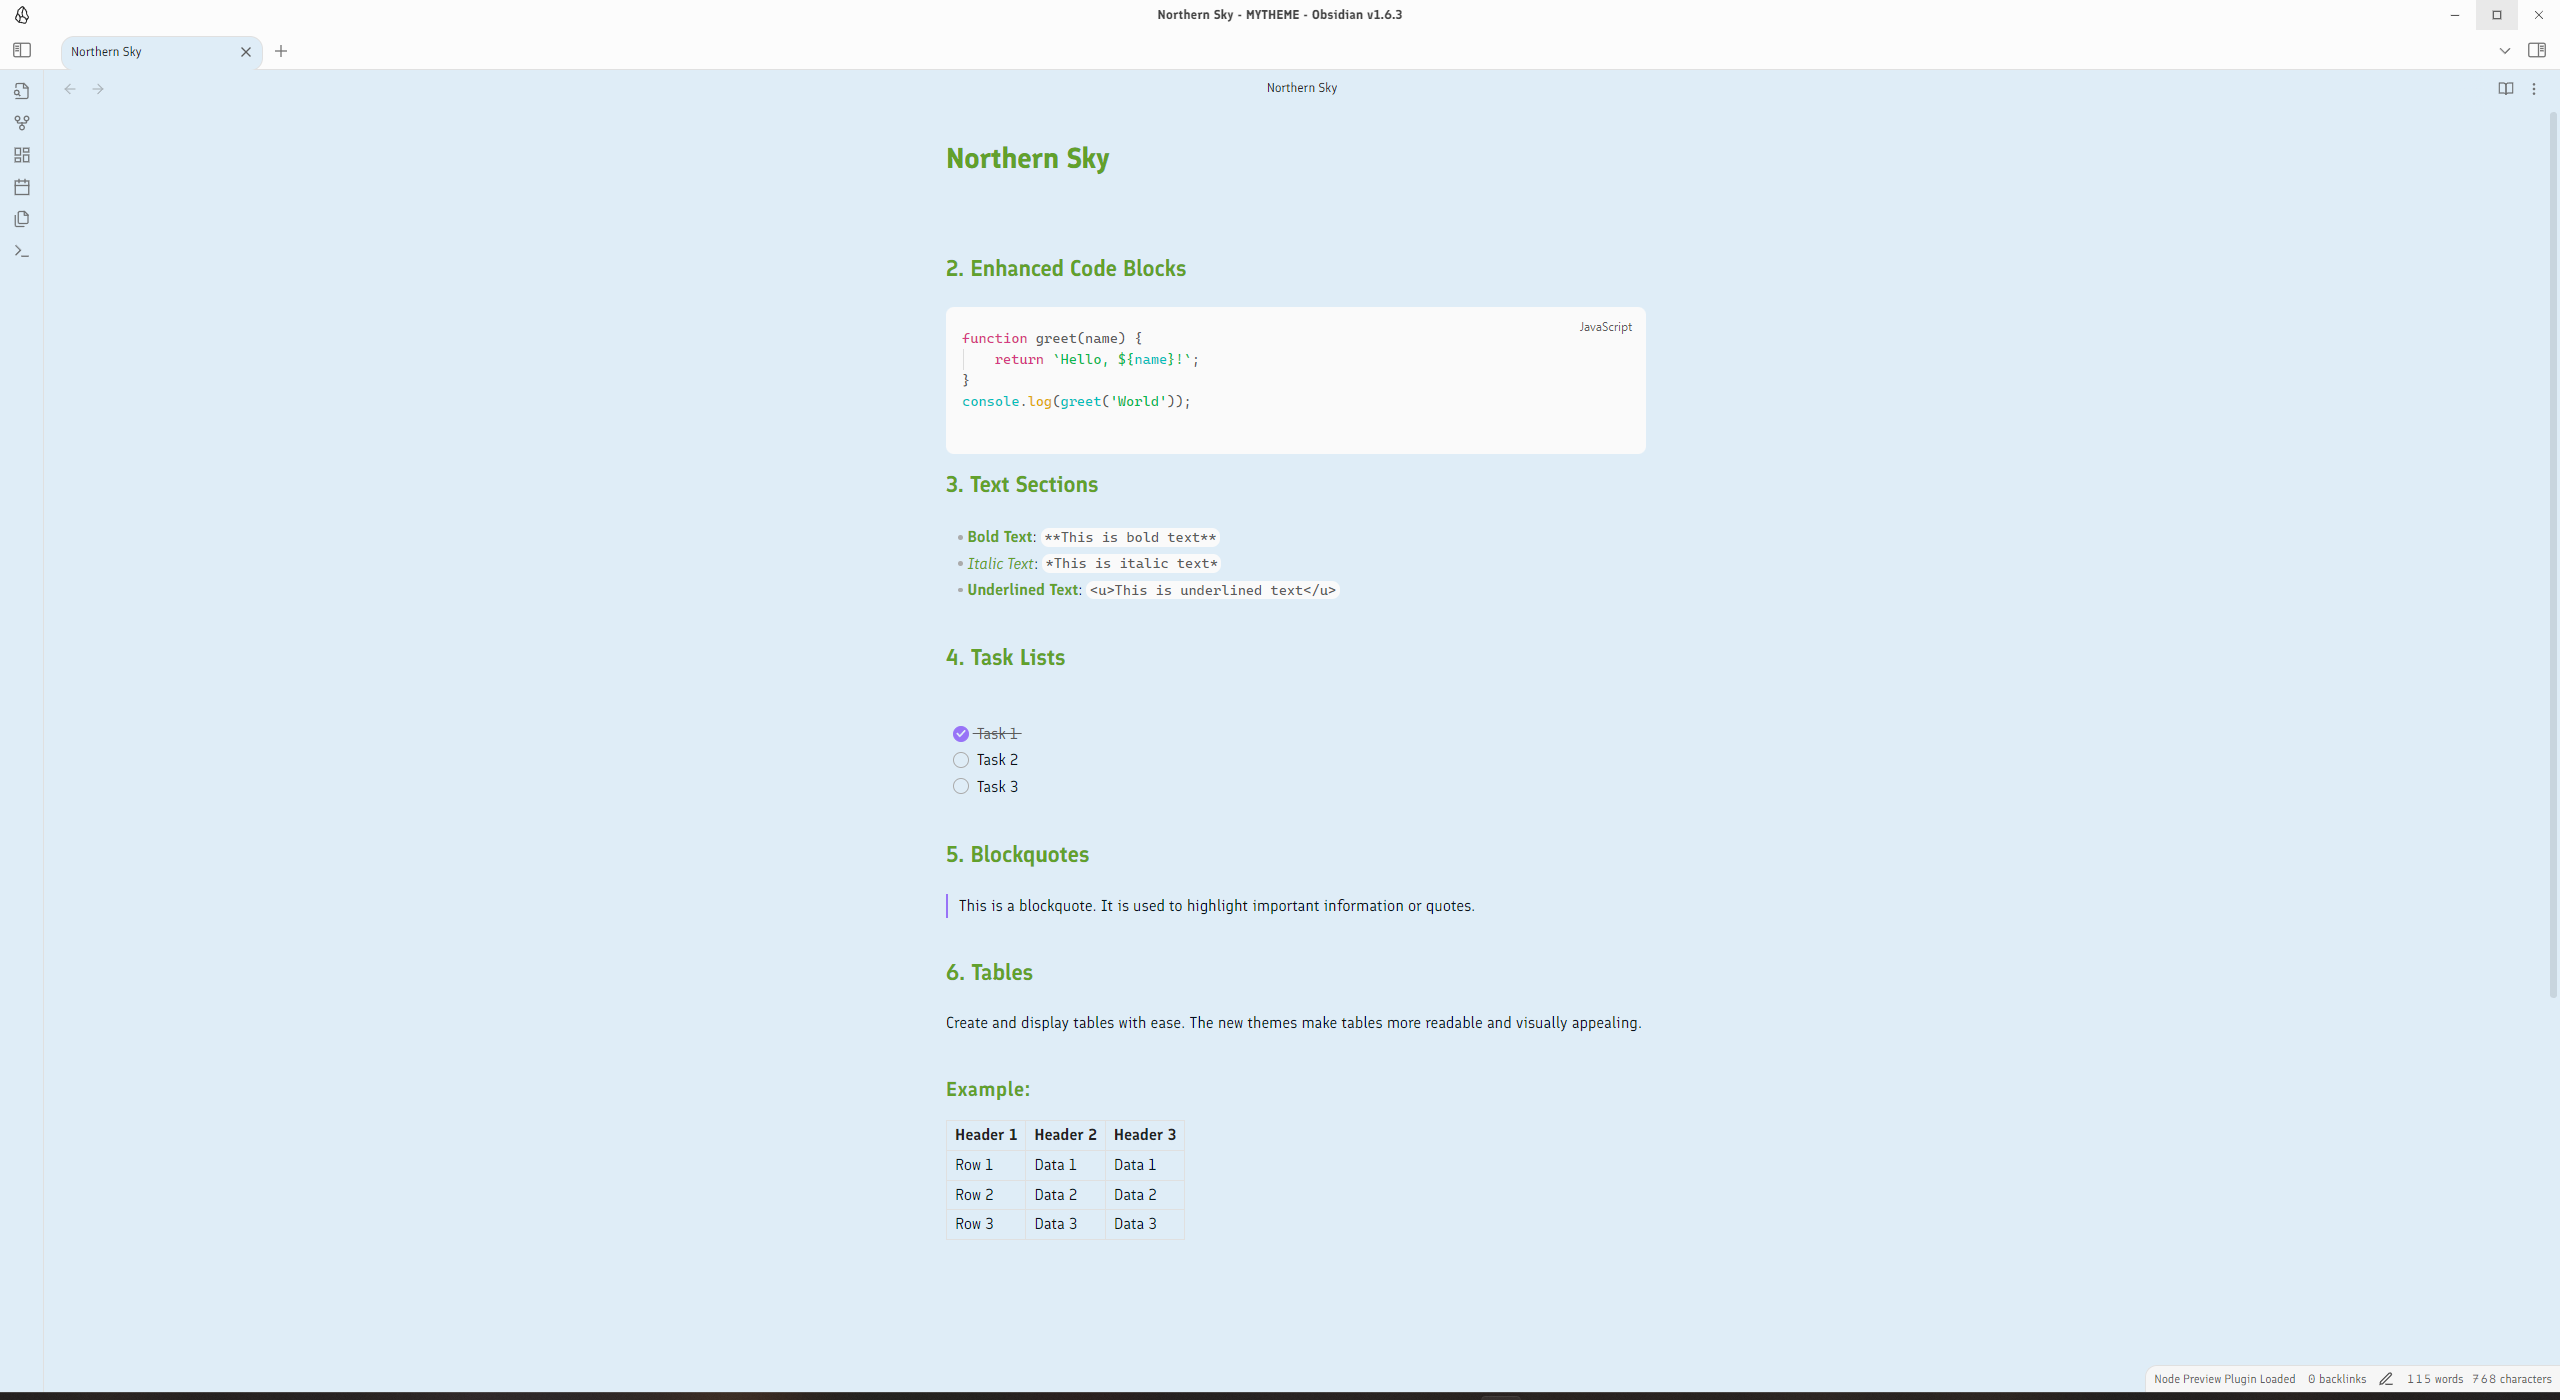 Northern Sky - MYTHEME - Obsidian v1.6.3
Northern Sky
Northern Sky
Northern Sky
2. Enhanced Code Blocks
JavaScript
function greet(name) {
    return `Hello, ${name}!`;
}
console.log(greet('World'));
3. Text Sections
Bold Text: **This is bold text**
Italic Text: *This is italic text*
Underlined Text: <u>This is underlined text</u>
4. Task Lists
Task 1
Task 2
Task 3
5. Blockquotes
This is a blockquote. It is used to highlight important information or quotes.
6. Tables
Create and display tables with ease. The new themes make tables more readable and visually appealing.
Example:
Header 1 Header 2 Header 3
Row 1 Data 1 Data 1
Row 2 Data 2 Data 2
Row 3 Data 3 Data 3
Node Preview Plugin Loaded 0 backlinks 115 words 768 characters